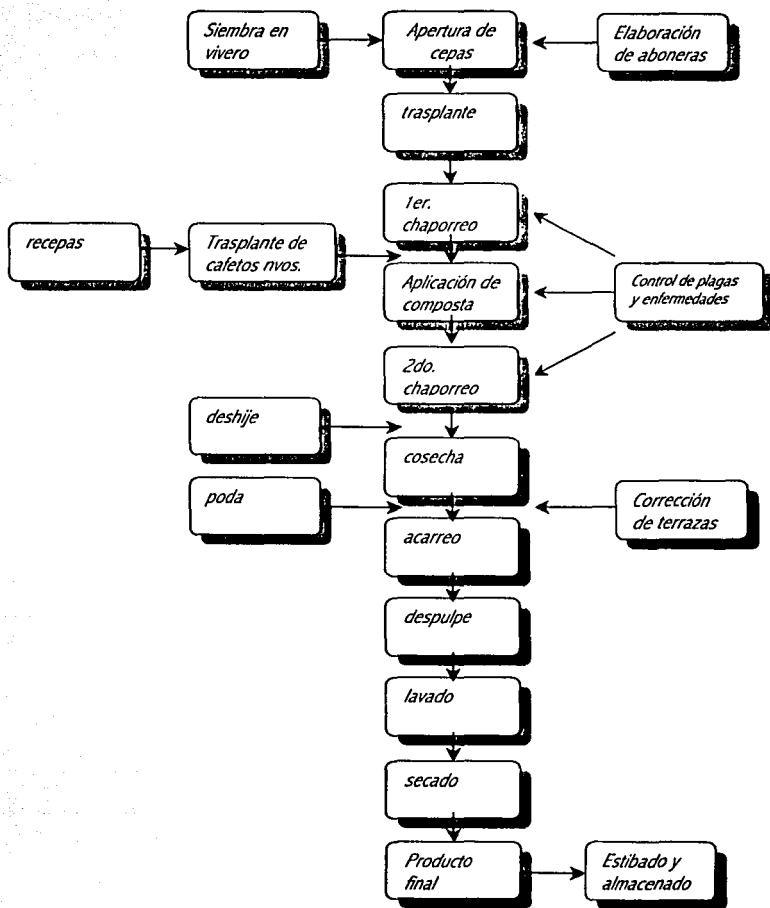 Siembra en
vivero
Apertura de
cepas
Elaboración
de aboneras
trasplante
1er.
chaporreo
recepas
Trasplante de
cafetos nvos.
Aplicación de
composta
Control de plagas
y enfermedades
2do.
chaporreo
deshije
cosecha
poda
Corrección
de terrazas
acarreo
despulpe
lavado
secado
Producto
final
Estibado y
almacenado